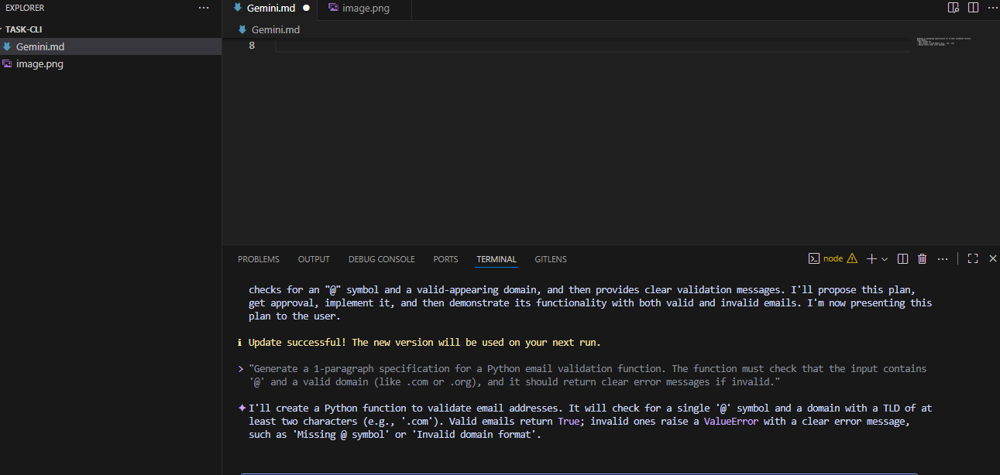 EXPLORER
Gemini.md
image.png
TASK-CLI
Gemini.md
Gemini.md
8
image.png
PROBLEMS OUTPUT DEBUG CONSOLE PORTS TERMINAL GITLENS
node
checks for an "@" symbol and a valid-appearing domain, and then provides clear validation messages. I'll propose this plan,
get approval, implement it, and then demonstrate its functionality with both valid and invalid emails. I'm now presenting this
plan to the user.
i Update successful! The new version will be used on your next run.
> "Generate a 1-paragraph specification for a Python email validation function. The function must check that the input contains
'@' and a valid domain (like .com or .org), and it should return clear error messages if invalid."
I'll create a Python function to validate email addresses. It will check for a single '@' symbol and a domain with a TLD of at
least two characters (e.g., '.com'). Valid emails return True; invalid ones raise a ValueError with a clear error message,
such as 'Missing @ symbol' or 'Invalid domain format'.